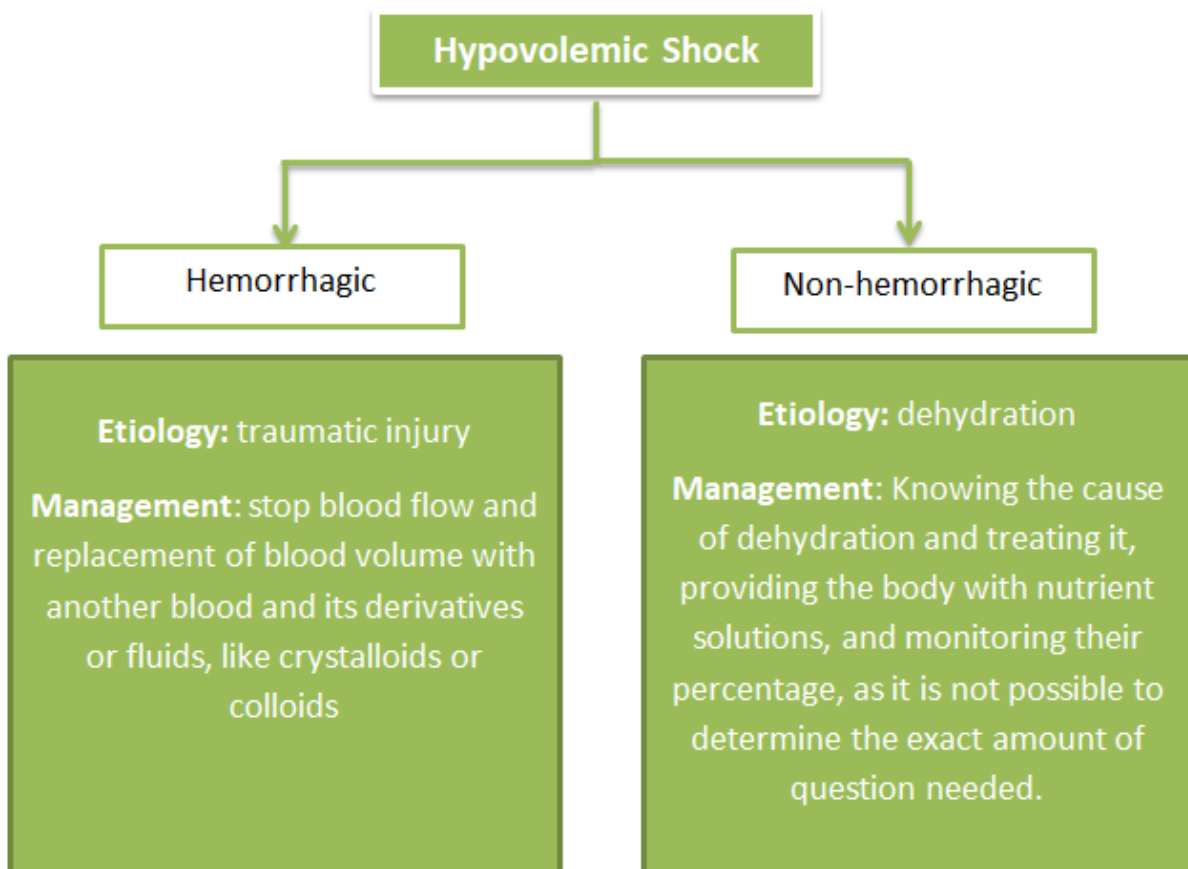 Hypovolemic Shock
Hemorrhagic
Non-hemorrhagic
Etiology: traumatic injury
Management: stop blood flow and
replacement of blood volume with
another blood and its derivatives
or fluids, like crystalloids or
colloids
Etiology: dehydration
Management: Knowing the cause
of dehydration and treating it,
providing the body with nutrient
solutions, and monitoring their
percentage, as it is not possible to
determine the exact amount of
question needed.